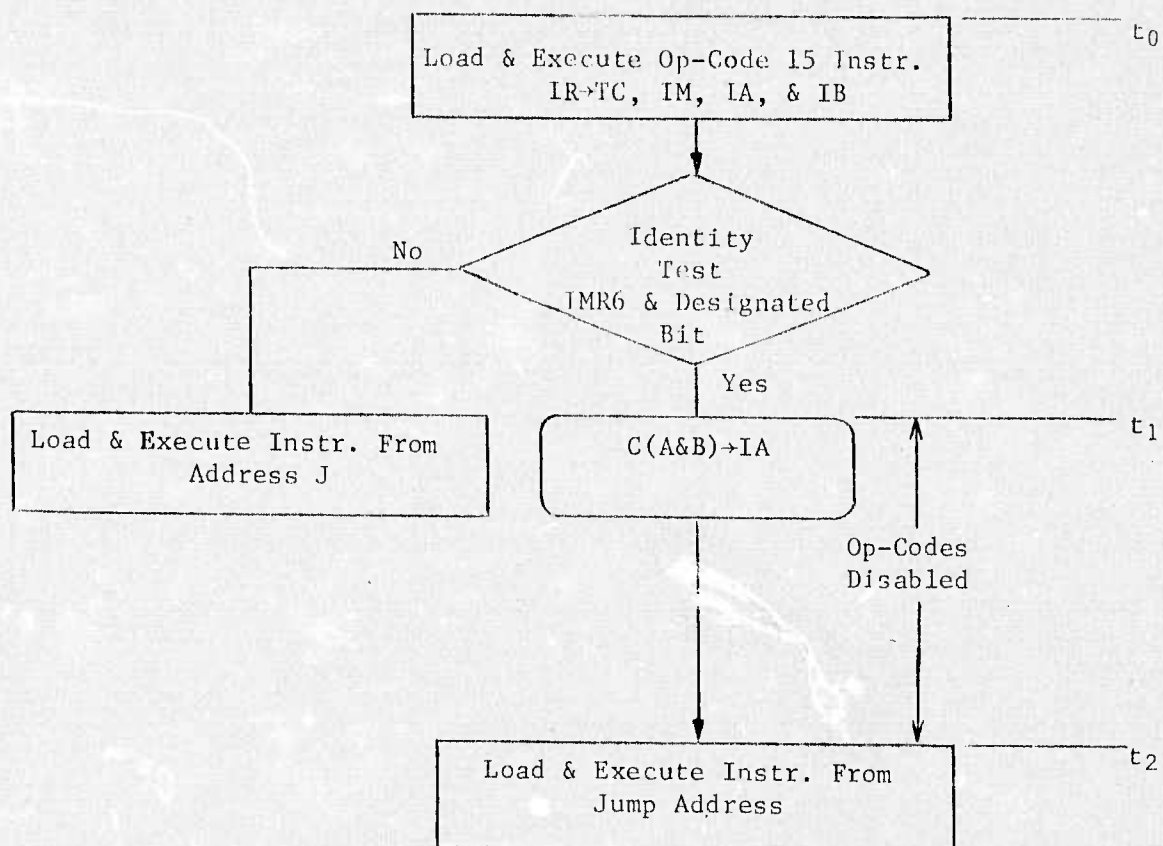 t0
Load & Execute Op-Code 15 Instr.
IR→TC, IM, IA, & IB
Identity
Test
IMR6 & Designated
Bit
No
Yes
t1
Load & Execute Instr. From
Address J
C(A&B)→IA
Op-Codes
Disabled
t2
Load & Execute Instr. From
Jump Address